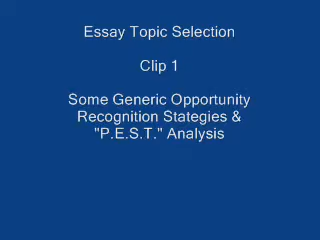 Essay Topic Selection
Clip 1
Some Generic Opportunity
Recognition Stategies &
"P.E.S.T." Analysis